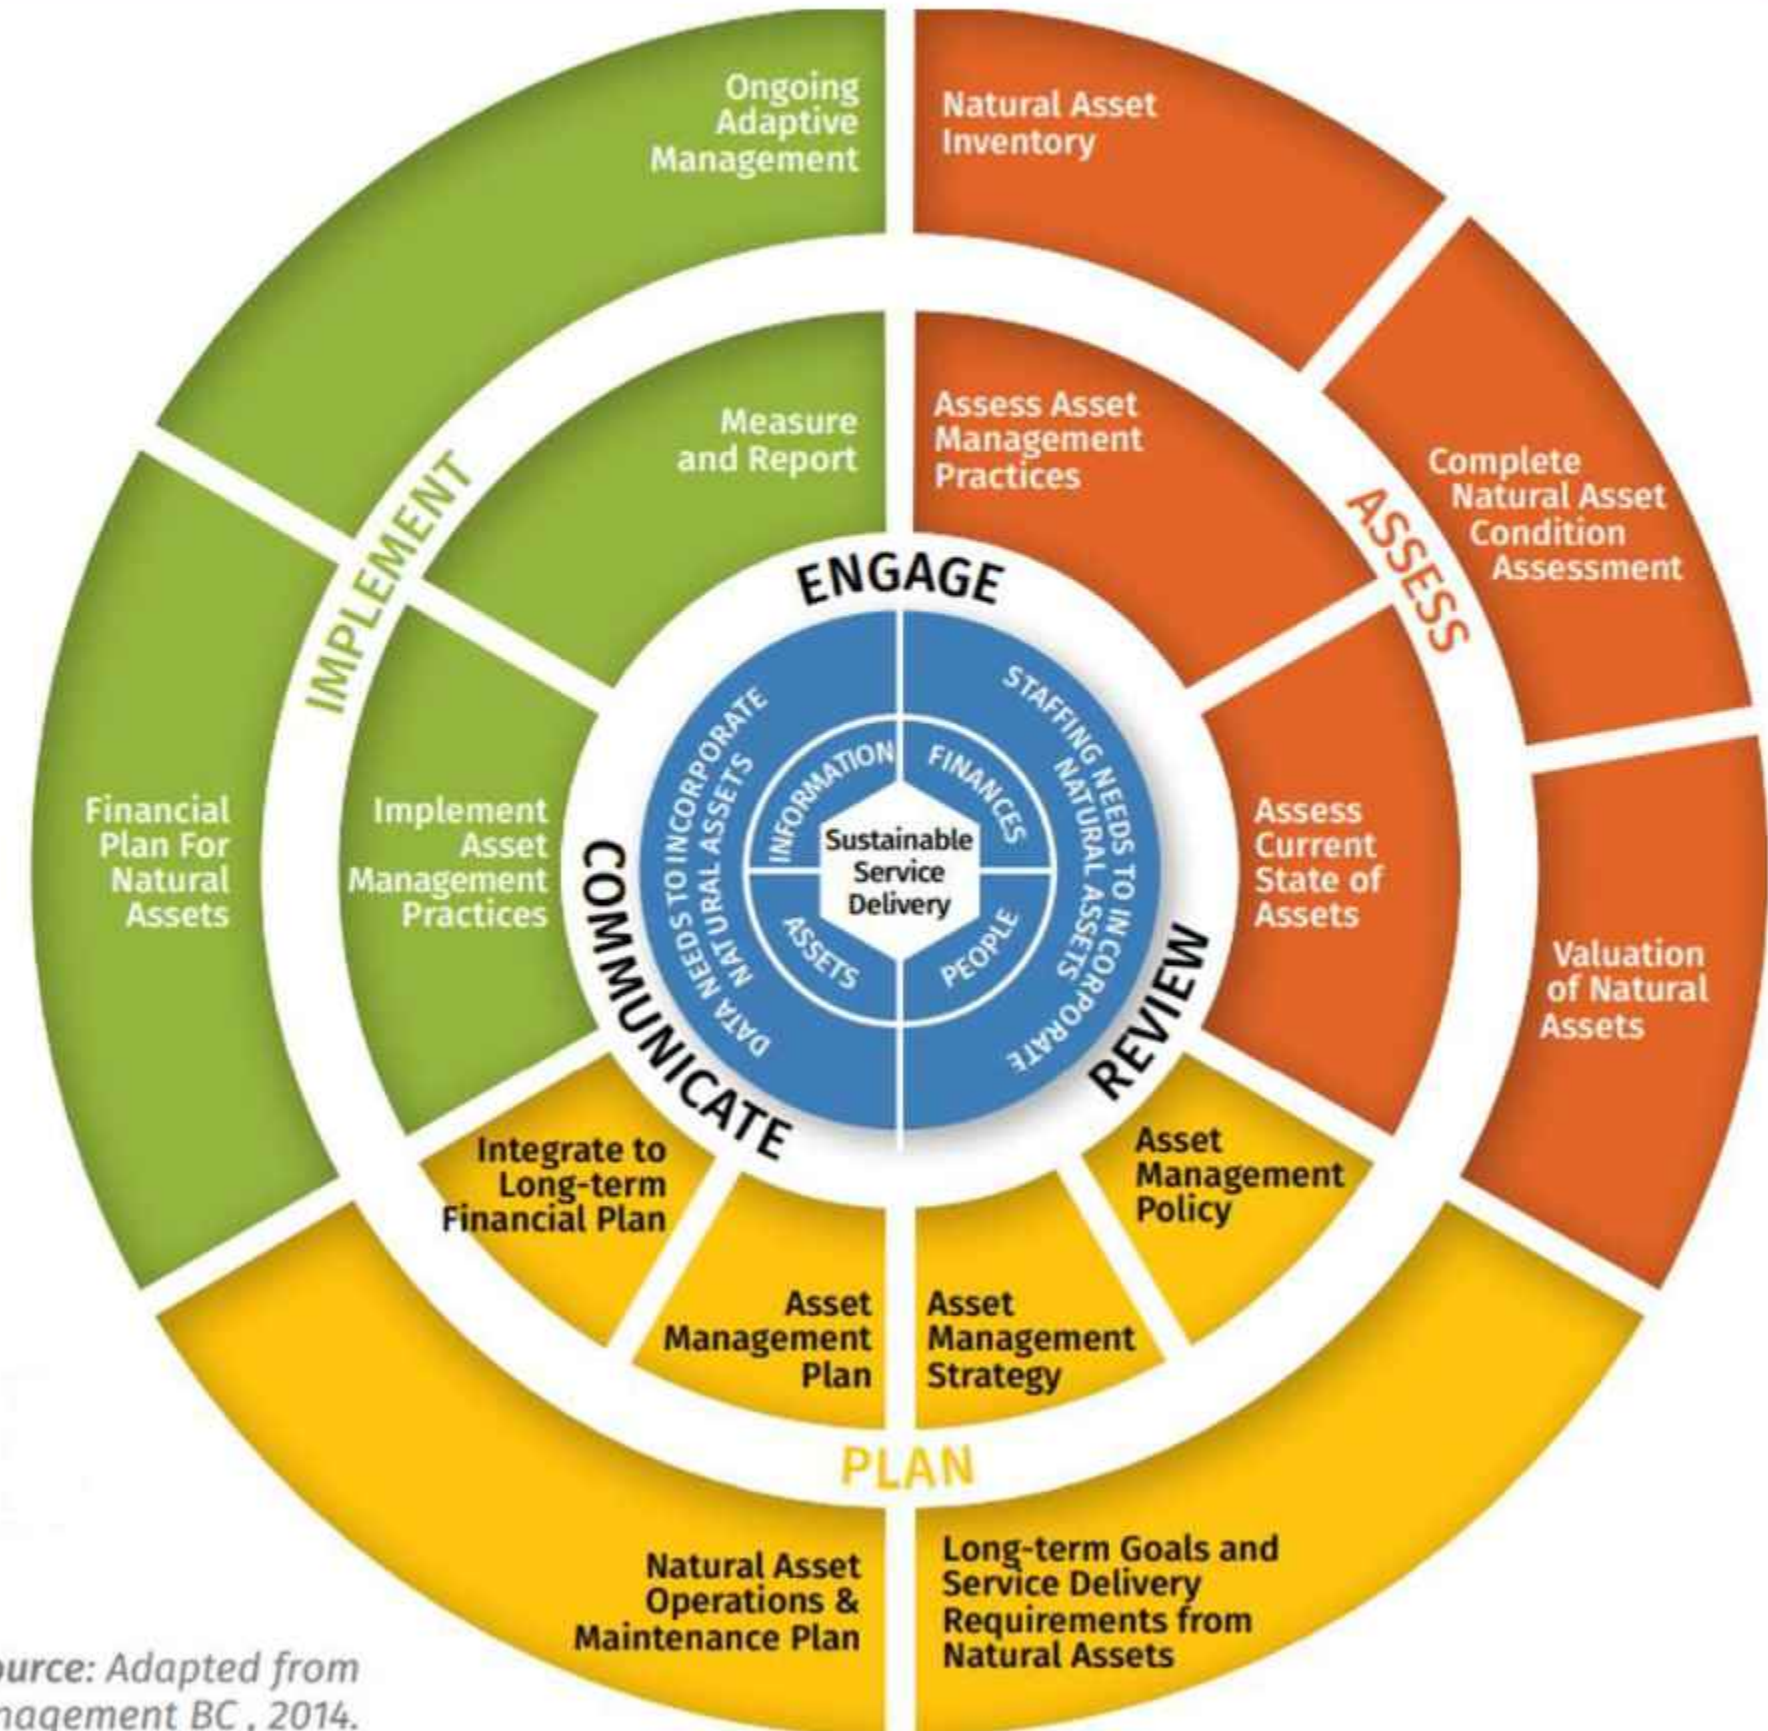 Ongoing
Adaptive
Management
Natural Asset
Inventory
Measure
and Report
Assess Asset
Management
Practices
Complete
Natural Asset
Condition
Assessment
IMPLEMENT
ASSESS
ENGAGE
Financial
Plan For
Natural
Assets
Implement
Asset
Management
Practices
COMMUNICATE
DATA NEEDS TO INCORPORATE
NATURAL ASSETS
INFORMATION
FINANCES
Sustainable
Service
Delivery
ASSETS
PEOPLE
STAFFING NEEDS TO INCORPORATE
NATURAL ASSETS
REVIEW
Assess
Current
State of
Assets
Valuation
of Natural
Assets
Integrate to
Long-term
Financial Plan
Asset
Management
Plan
Asset
Management
Strategy
Asset
Management
Policy
PLAN
Natural Asset
Operations &
Maintenance Plan
Long-term Goals and
Service Delivery
Requirements from
Natural Assets
ource: Adapted from
nagement BC , 2014.